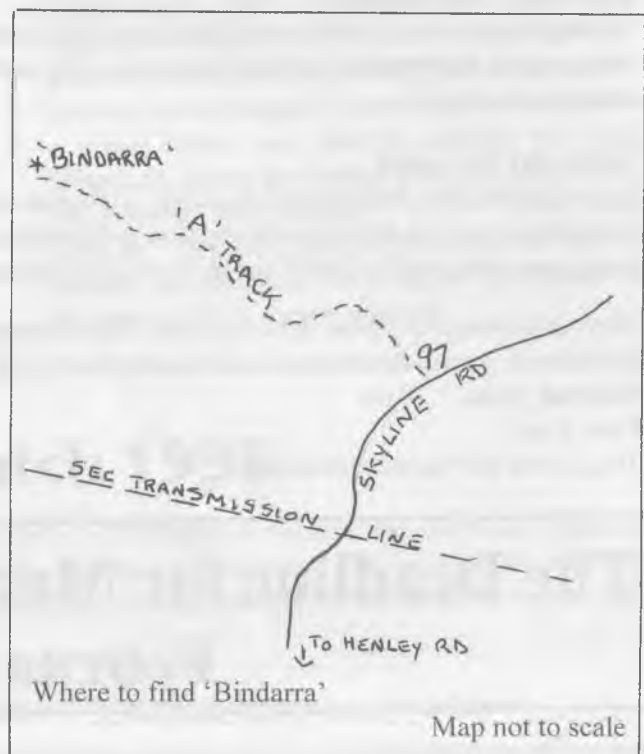 'BINDARRA'
'A' TRACK
97
SKYLINE RD
SEC TRANSMISSION LINE
TO HENLEY RD
Where to find ‘Bindarra’
Map not to scale